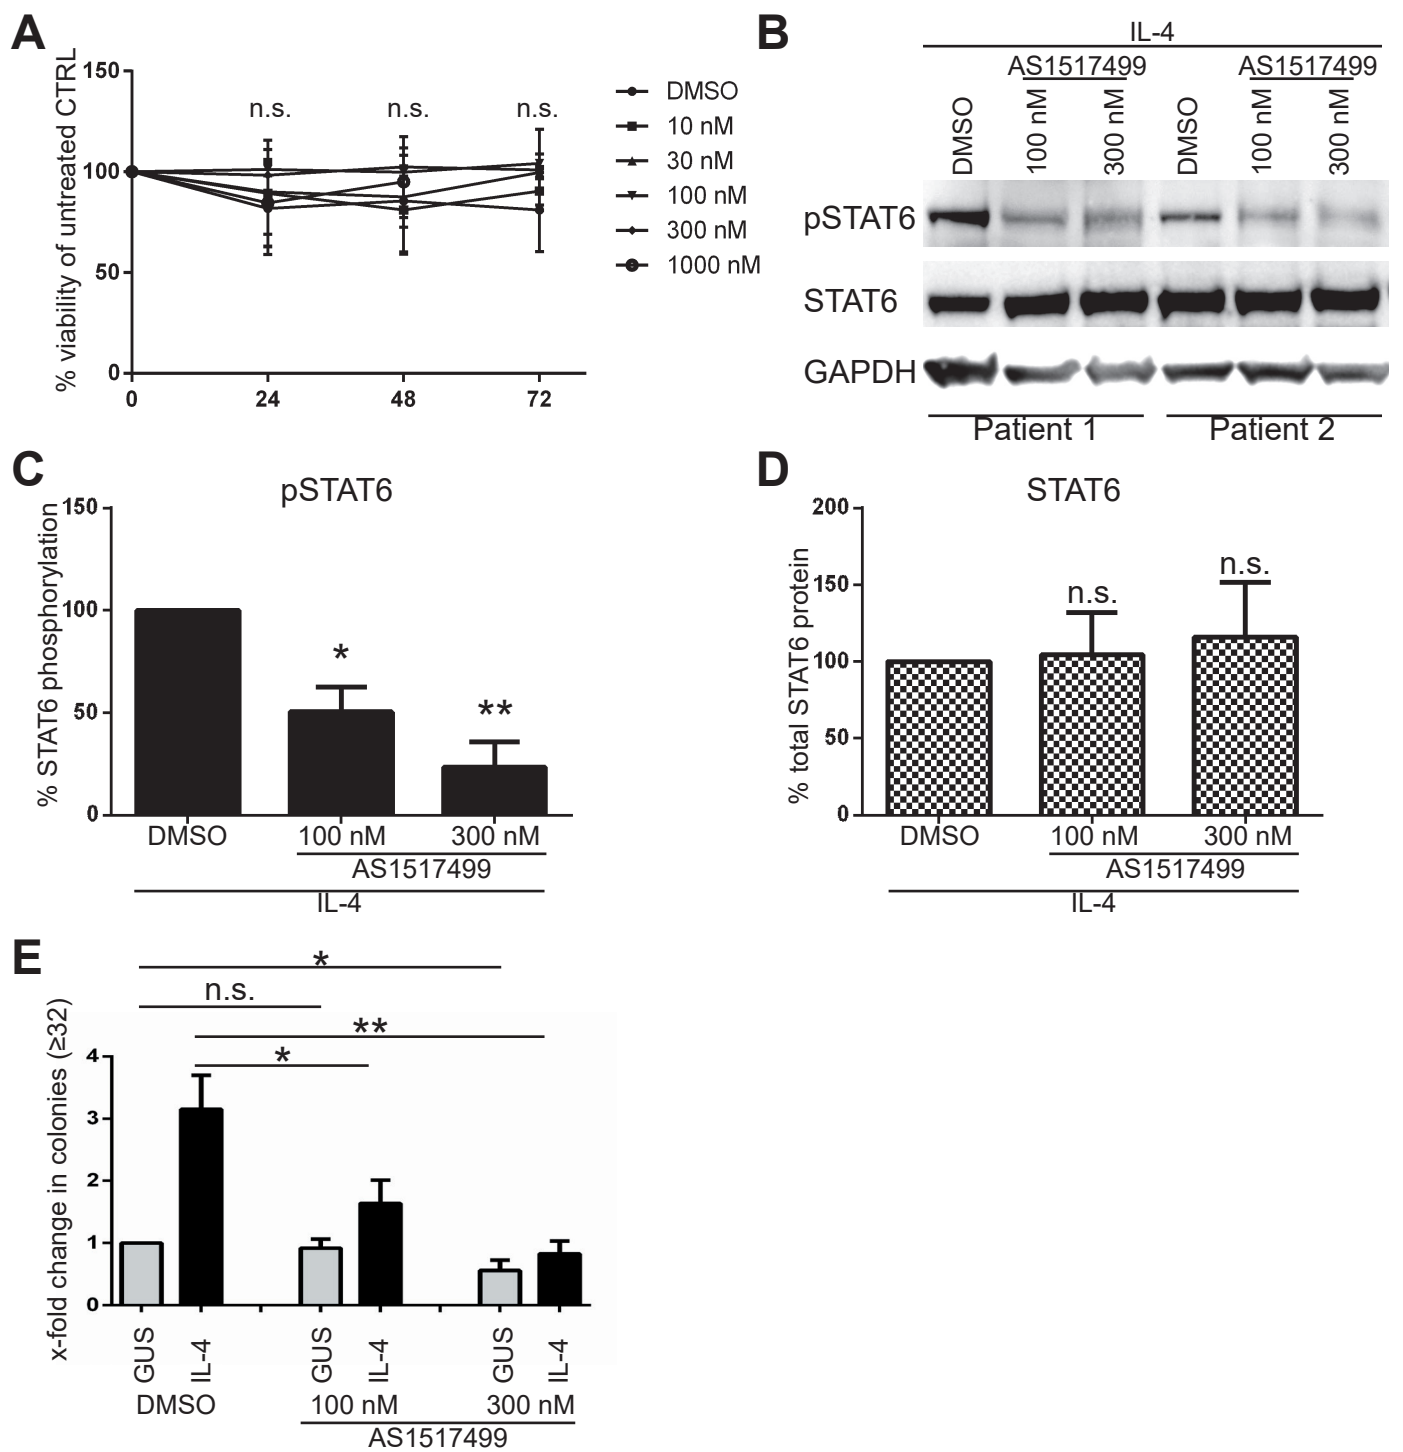 A
% viability of untreated CTRL
150
100
50
0
0 24 48 72
n.s. n.s. n.s.
DMSO
10 nM
30 nM
100 nM
300 nM
1000 nM
B
IL-4
AS1517499 AS1517499
DMSO 100 nM 300 nM DMSO 100 nM 300 nM
pSTAT6
STAT6
GAPDH
Patient 1 Patient 2
C
pSTAT6
% STAT6 phosphorylation
150
100
50
0
*
**
DMSO 100 nM 300 nM
AS1517499
IL-4
D
STAT6
% total STAT6 protein
200
150
100
50
0
n.s.
n.s.
DMSO 100 nM 300 nM
AS1517499
IL-4
E
*
n.s.
**
*
x-fold change in colonies (≥32)
4
3
2
1
0
GUS IL-4 GUS IL-4 GUS IL-4
DMSO 100 nM 300 nM
AS1517499